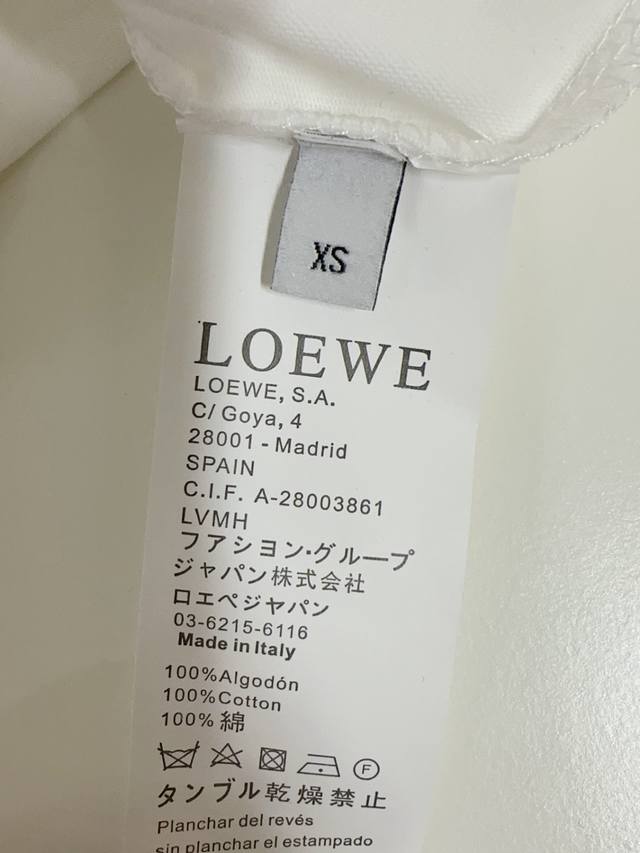 XS
LOEWE
LOEWE, S.A.
C/ Goya, 4
28001 - Madrid
SPAIN
C.I.F. A-28003861
LVMH
フアシヨン・グループ
ジャパン株式会社
ロエペジャパン
03-6215-6116
Made in Italy
100%Algodón
100%Cotton
100% 綿
F
タンブル乾燥禁止
Planchar del revés
sin planchar el estampado